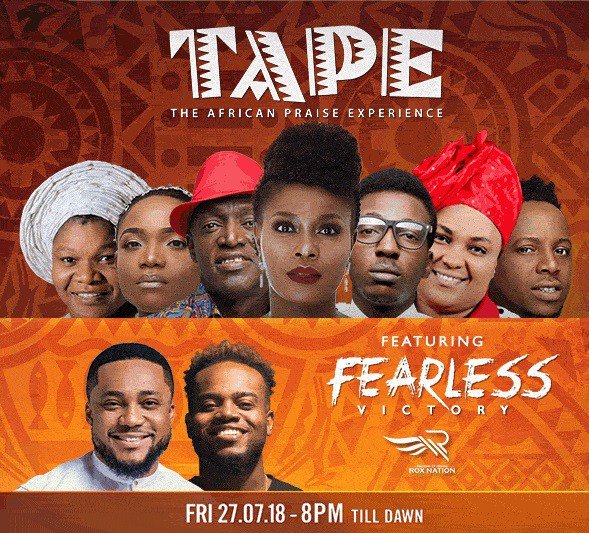 TAPE
THE AFRICAN PRAISE EXPERIENCE
FEATURING
FEARLESS
VICTORY
ROX NATION
FRI 27.07.18 - 8PM TILL DAWN